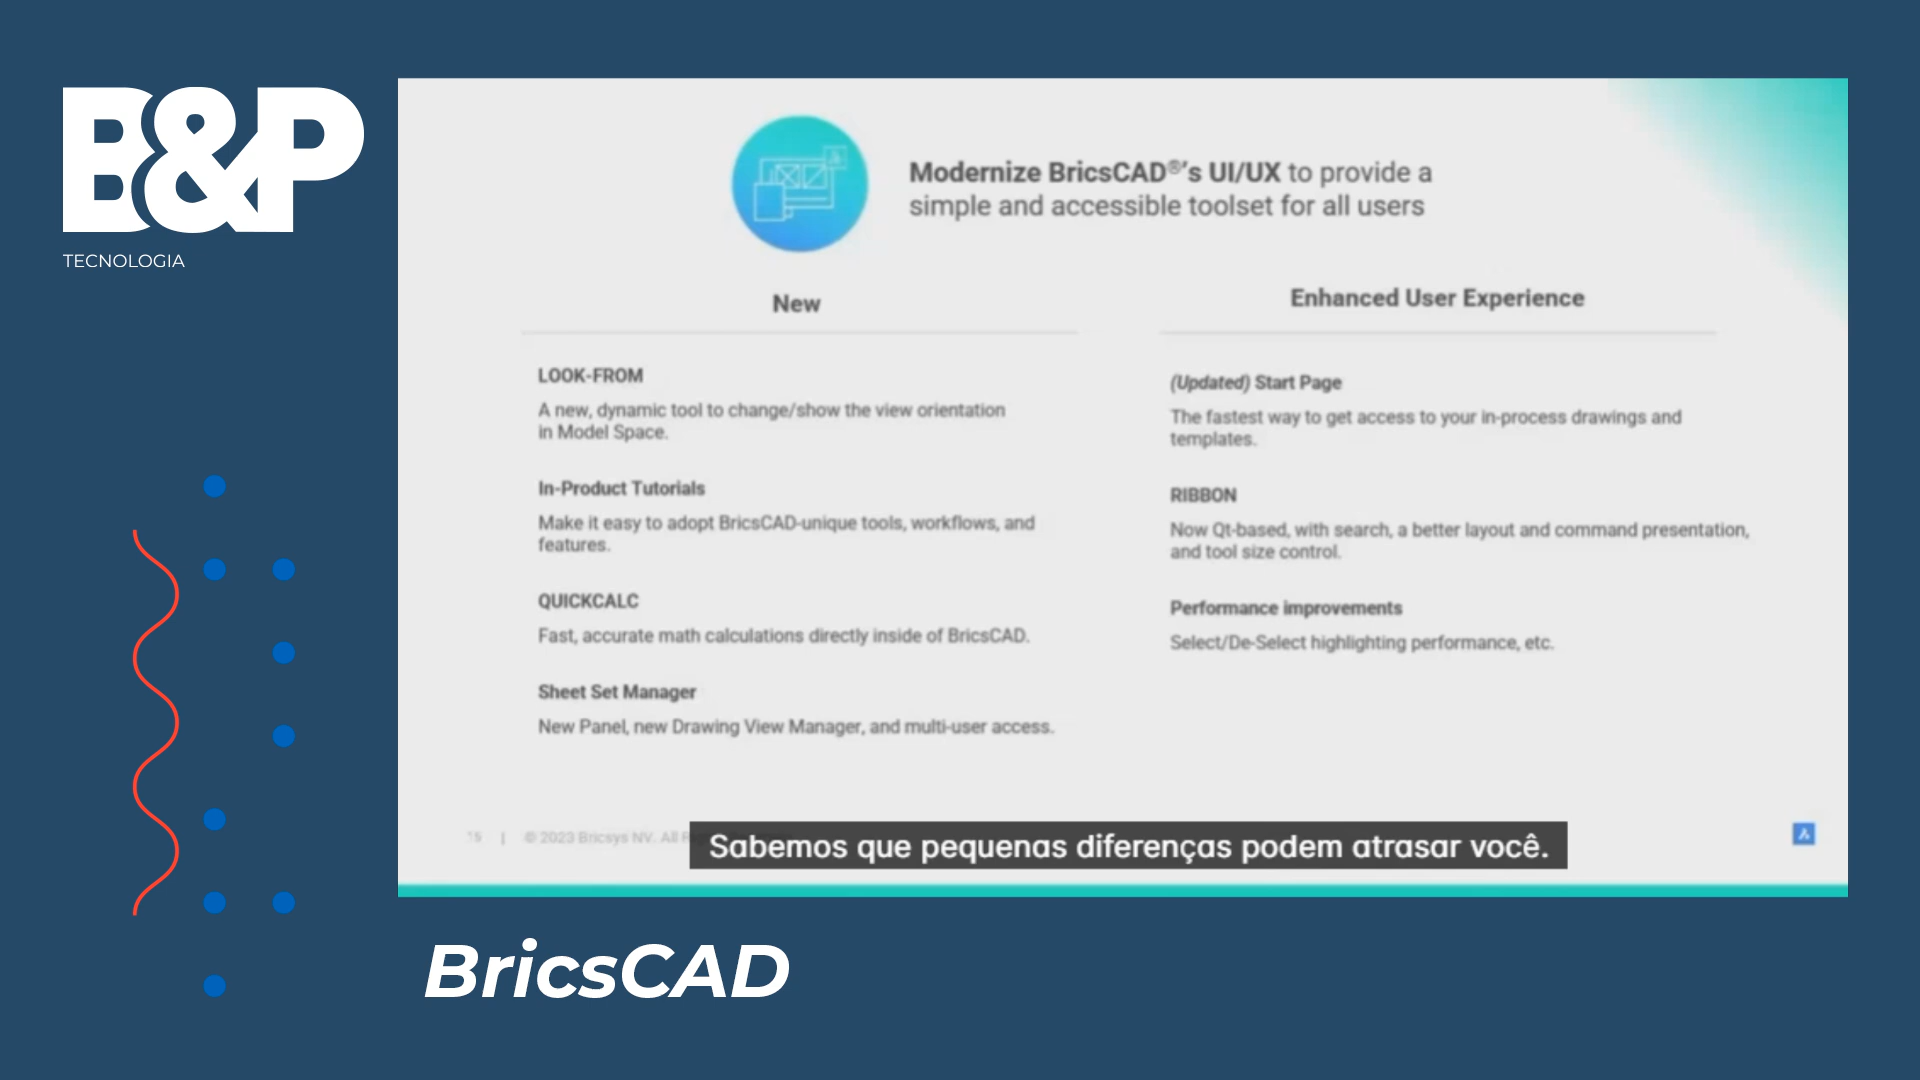 B&P
TECNOLOGIA
Modernize BricsCAD®'s UI/UX to provide a
simple and accessible toolset for all users
New
LOOK-FROM
A new, dynamic tool to change/show the view orientation
in Model Space.
In-Product Tutorials
Make it easy to adopt BricsCAD-unique tools, workflows, and
features.
QUICKCALC
Fast, accurate math calculations directly inside of BricsCAD.
Sheet Set Manager
New Panel, new Drawing View Manager, and multi-user access.
Enhanced User Experience
(Updated) Start Page
The fastest way to get access to your in-process drawings and
templates.
RIBBON
Now Qt-based, with search, a better layout and command presentation,
and tool size control.
Performance improvements
Select/De-Select highlighting performance, etc.
15 | © 2023 Bricsys NV. All
Sabemos que pequenas diferenças podem atrasar você.
BricsCAD